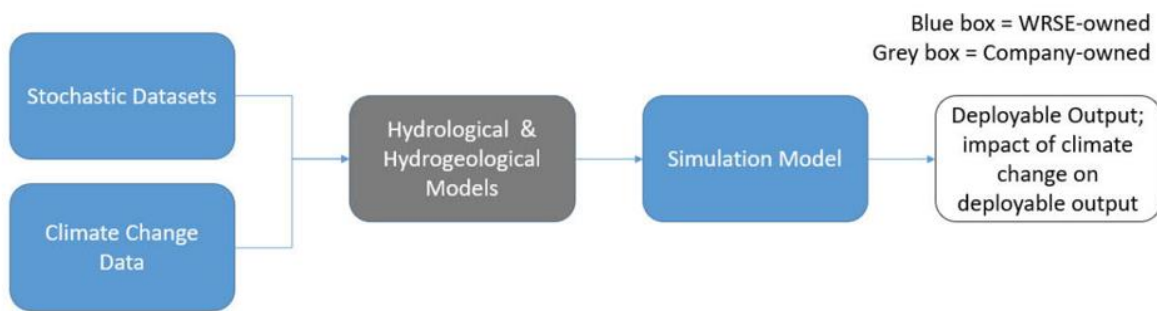 Blue box = WRSE-owned
Grey box = Company-owned
Stochastic Datasets
Climate Change
Data
Hydrological & 
Hydrogeological
Models
Simulation Model
Deployable Output;
impact of climate
change on
deployable output